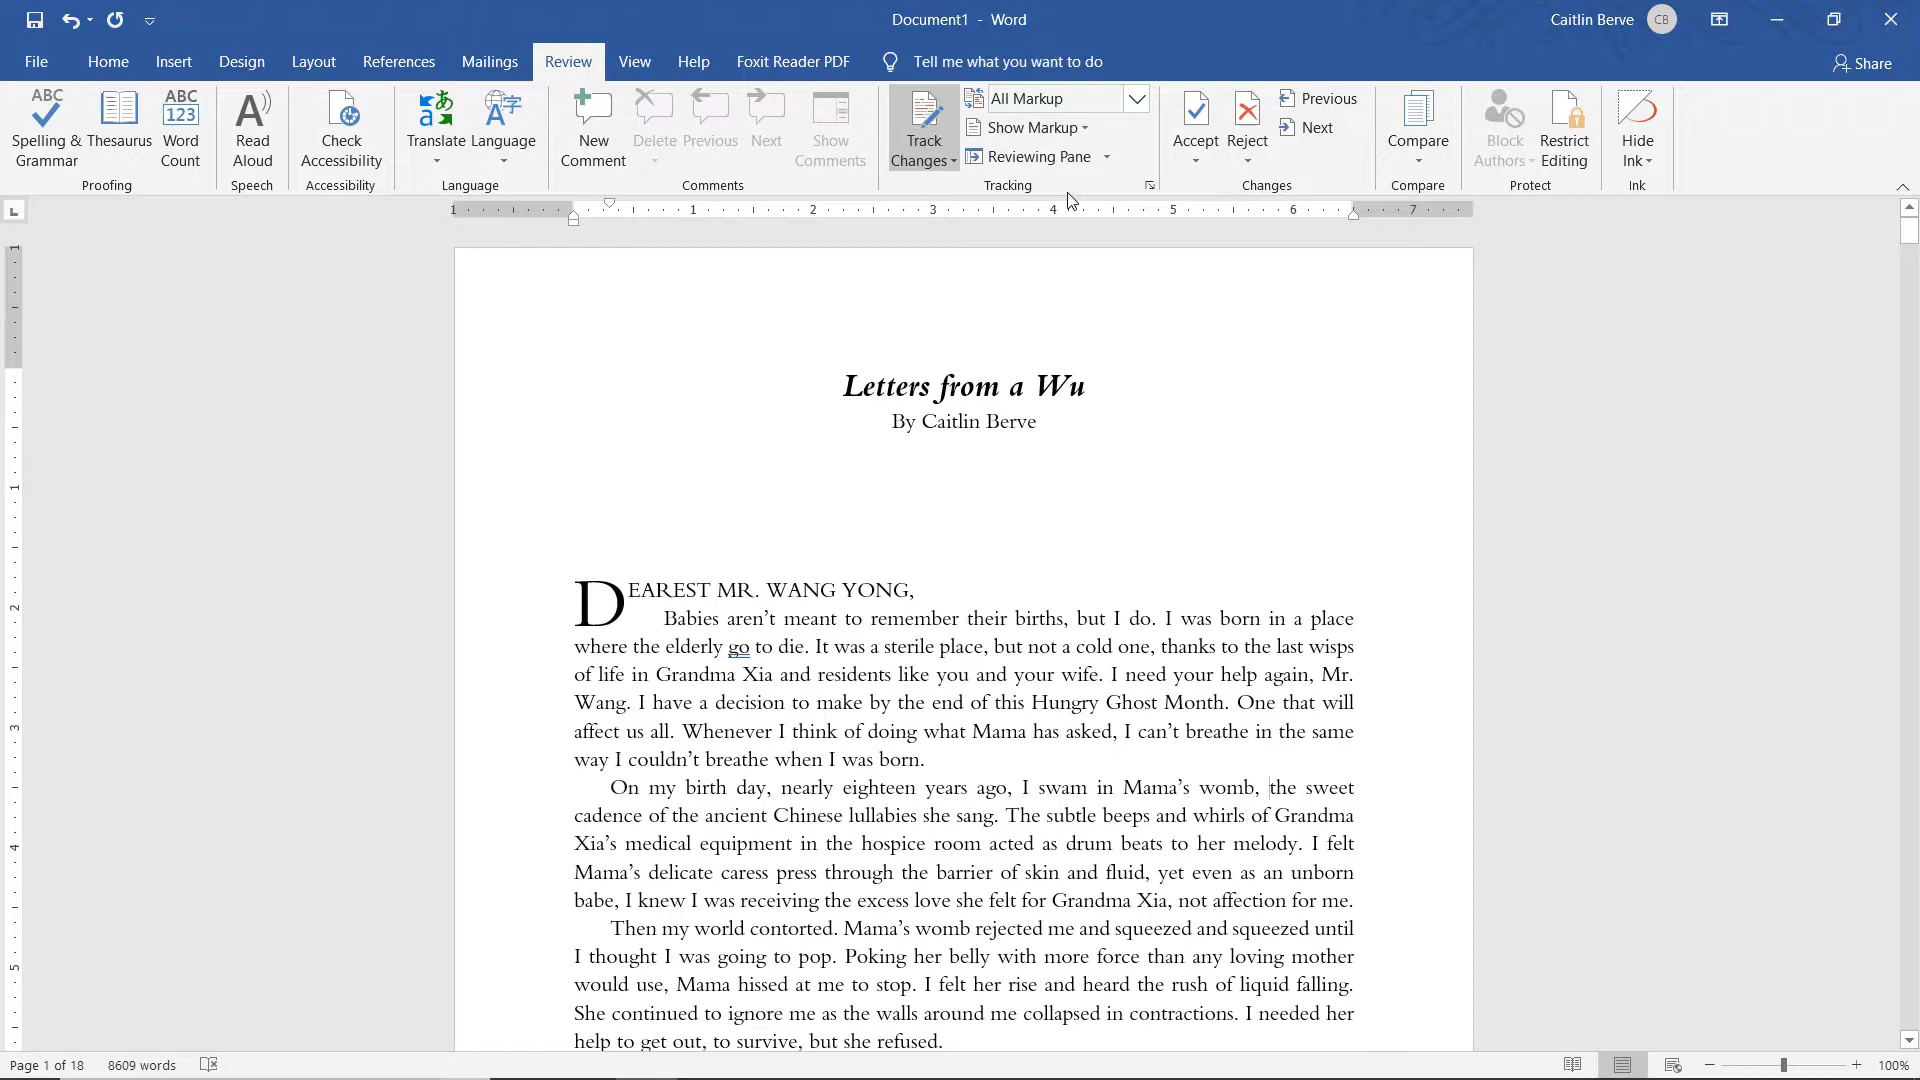 Document1 - Word
Caitlin Berve CB
File Home Insert Design Layout References Mailings Review View Help Foxit Reader PDF Tell me what you want to do Share
ABC
Spelling & Grammar
Thesaurus
ABC 123
Word Count
Proofing
A
Read Aloud
Speech
Check Accessibility
Accessibility
Translate
Language
Language
New Comment
Delete
Previous
Next
Show Comments
Comments
Track Changes
All Markup
Show Markup
Reviewing Pane
Tracking
Accept
Reject
Previous
Next
Changes
Compare
Compare
Block Authors
Restrict Editing
Protect
Hide Ink
Ink
L
1 1 2 3 4 5 6 7
1
1
2
3
4
5
Letters from a Wu
By Caitlin Berve
DEAREST MR. WANG YONG,
Babies aren’t meant to remember their births, but I do. I was born in a place
where the elderly go to die. It was a sterile place, but not a cold one, thanks to the last wisps
of life in Grandma Xia and residents like you and your wife. I need your help again, Mr.
Wang. I have a decision to make by the end of this Hungry Ghost Month. One that will
affect us all. Whenever I think of doing what Mama has asked, I can’t breathe in the same
way I couldn’t breathe when I was born.
On my birth day, nearly eighteen years ago, I swam in Mama’s womb, the sweet
cadence of the ancient Chinese lullabies she sang. The subtle beeps and whirls of Grandma
Xia’s medical equipment in the hospice room acted as drum beats to her melody. I felt
Mama’s delicate caress press through the barrier of skin and fluid, yet even as an unborn
babe, I knew I was receiving the excess love she felt for Grandma Xia, not affection for me.
Then my world contorted. Mama’s womb rejected me and squeezed and squeezed until
I thought I was going to pop. Poking her belly with more force than any loving mother
would use, Mama hissed at me to stop. I felt her rise and heard the rush of liquid falling.
She continued to ignore me as the walls around me collapsed in contractions. I needed her
help to get out, to survive, but she refused.
Page 1 of 18 8609 words 100%